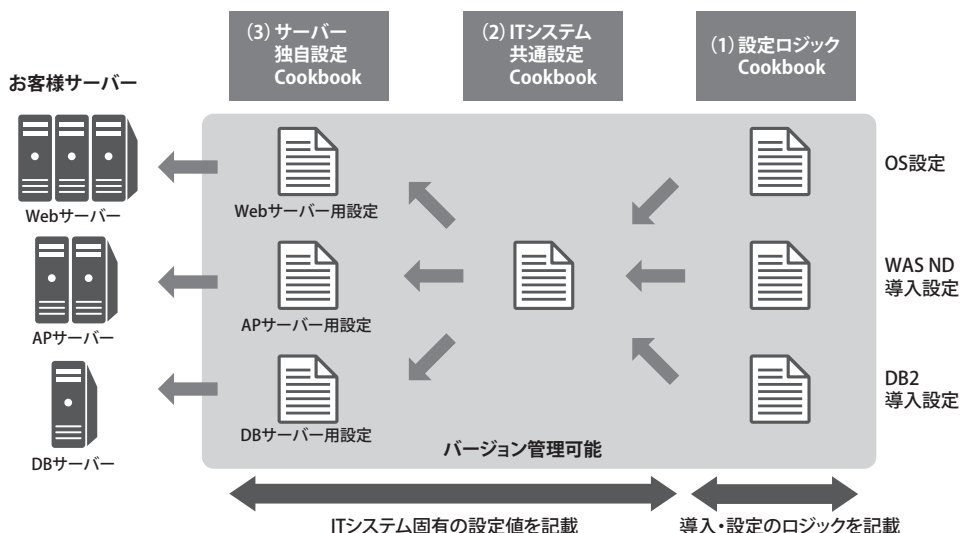 (3)サーバー
独自設定
Cookbook
(2)ITシステム
共通設定
Cookbook
(1)設定ロジック
Cookbook
お客様サーバー
Webサーバー
APサーバー
DBサーバー
Webサーバー用設定
APサーバー用設定
DBサーバー用設定
OS設定
WAS ND
導入設定
DB2
導入設定
バージョン管理可能
ITシステム固有の設定値を記載
導入・設定のロジックを記載